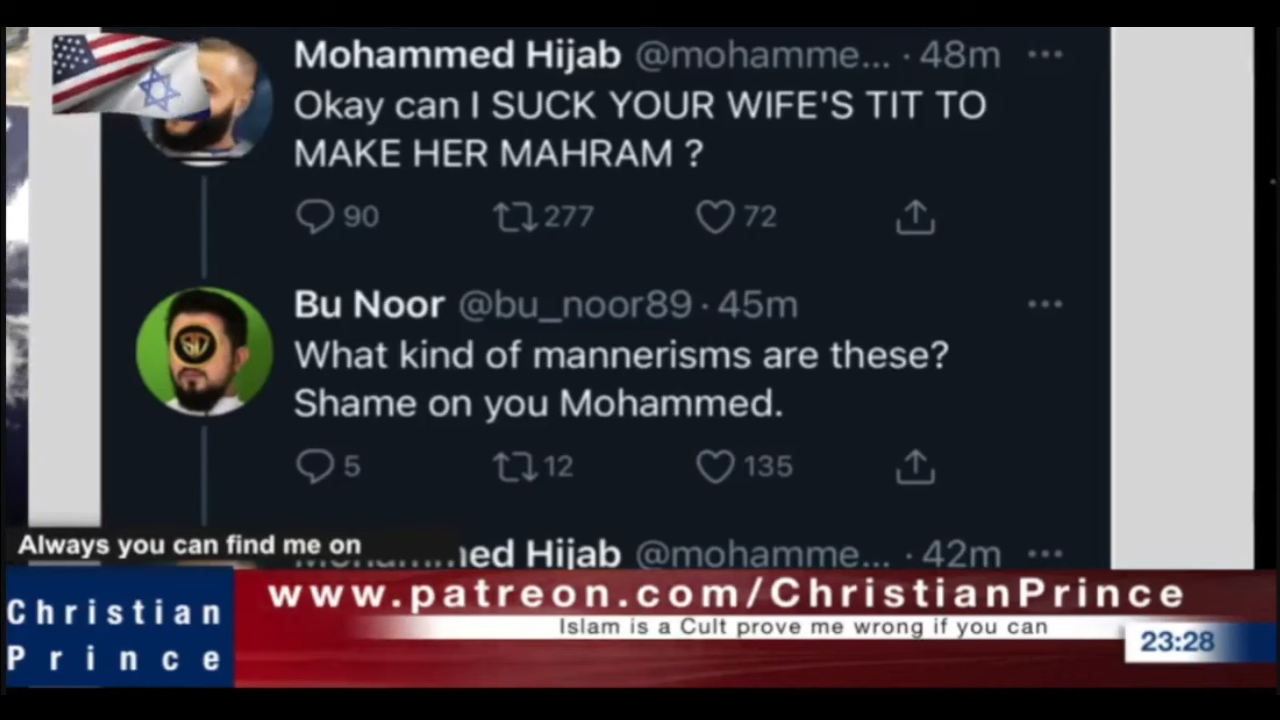 Mohammed Hijab @mohamme... · 48m
Okay can I SUCK YOUR WIFE'S TIT TO
MAKE HER MAHRAM ?
90 277 72
Bu Noor @bu_noor89 · 45m
What kind of mannerisms are these?
Shame on you Mohammed.
5 12 135
Always you can find me on
Hijab @mohamme... · 42m
www.patreon.com/ChristianPrince
Christian
Prince
Islam is a Cult prove me wrong if you can
23:28